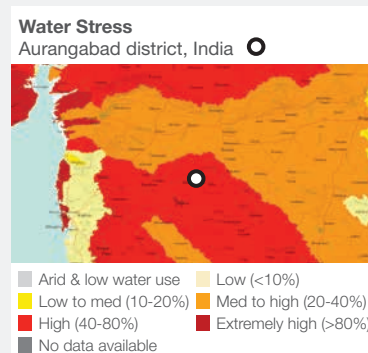 Water Stress
Aurangabad district, India
Arid & low water use
Low (<10%)
Low to med (10-20%)
Med to high (20-40%)
High (40-80%)
Extremely high (>80%)
No data available